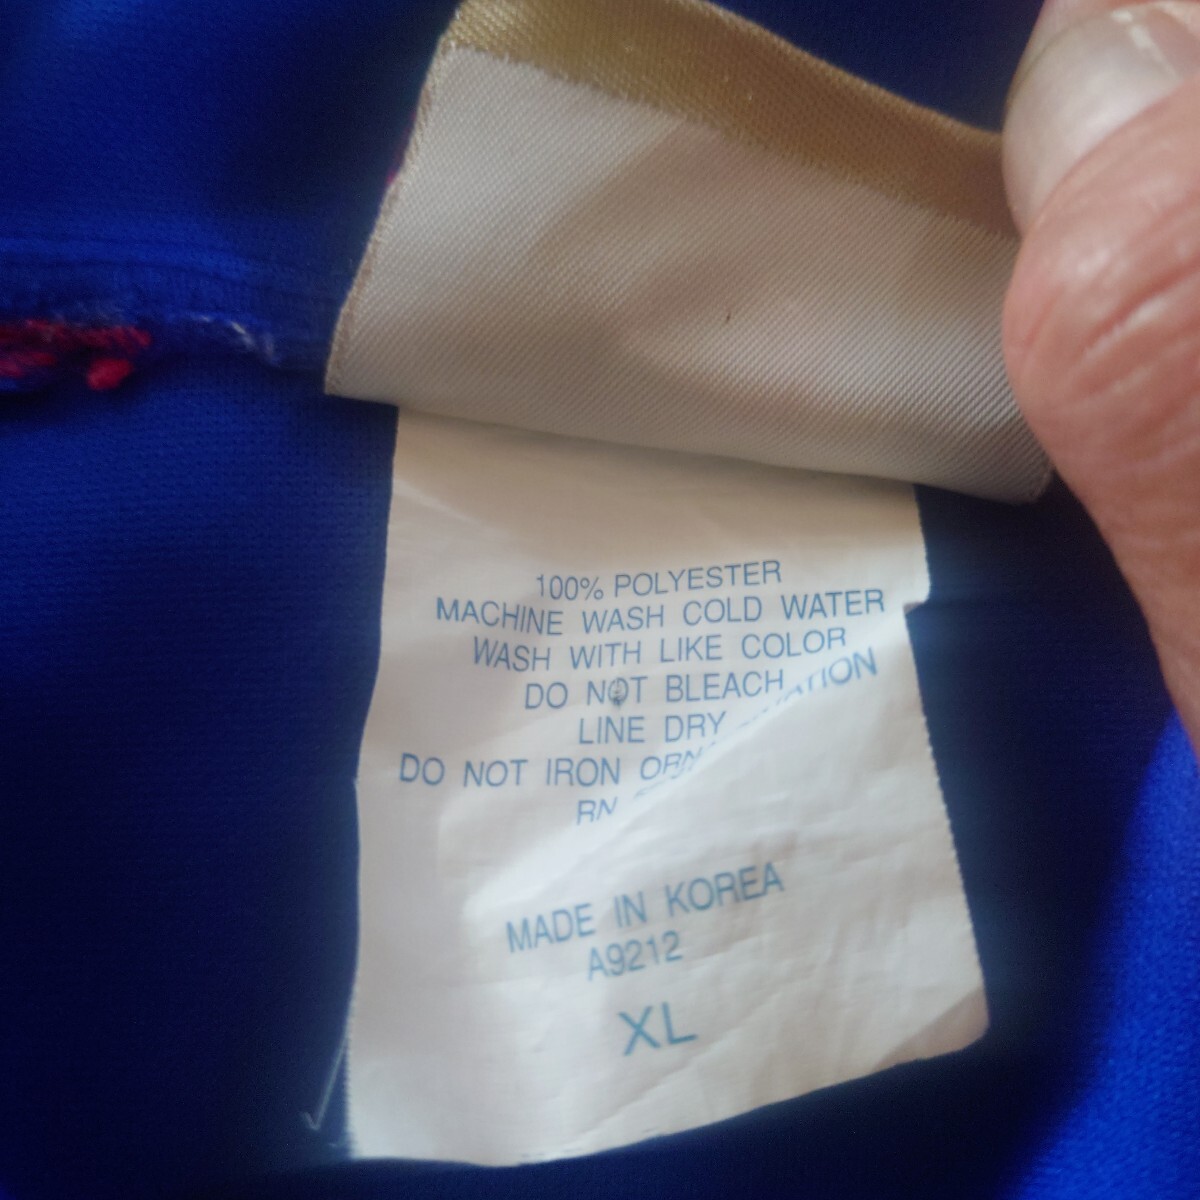 100% POLYESTER
MACHINE WASH COLD WATER
WASH WITH LIKE COLOR
DO NOT BLEACH
LINE DRY
DO NOT IRON
RN
MADE IN KOREA
A9212
XL